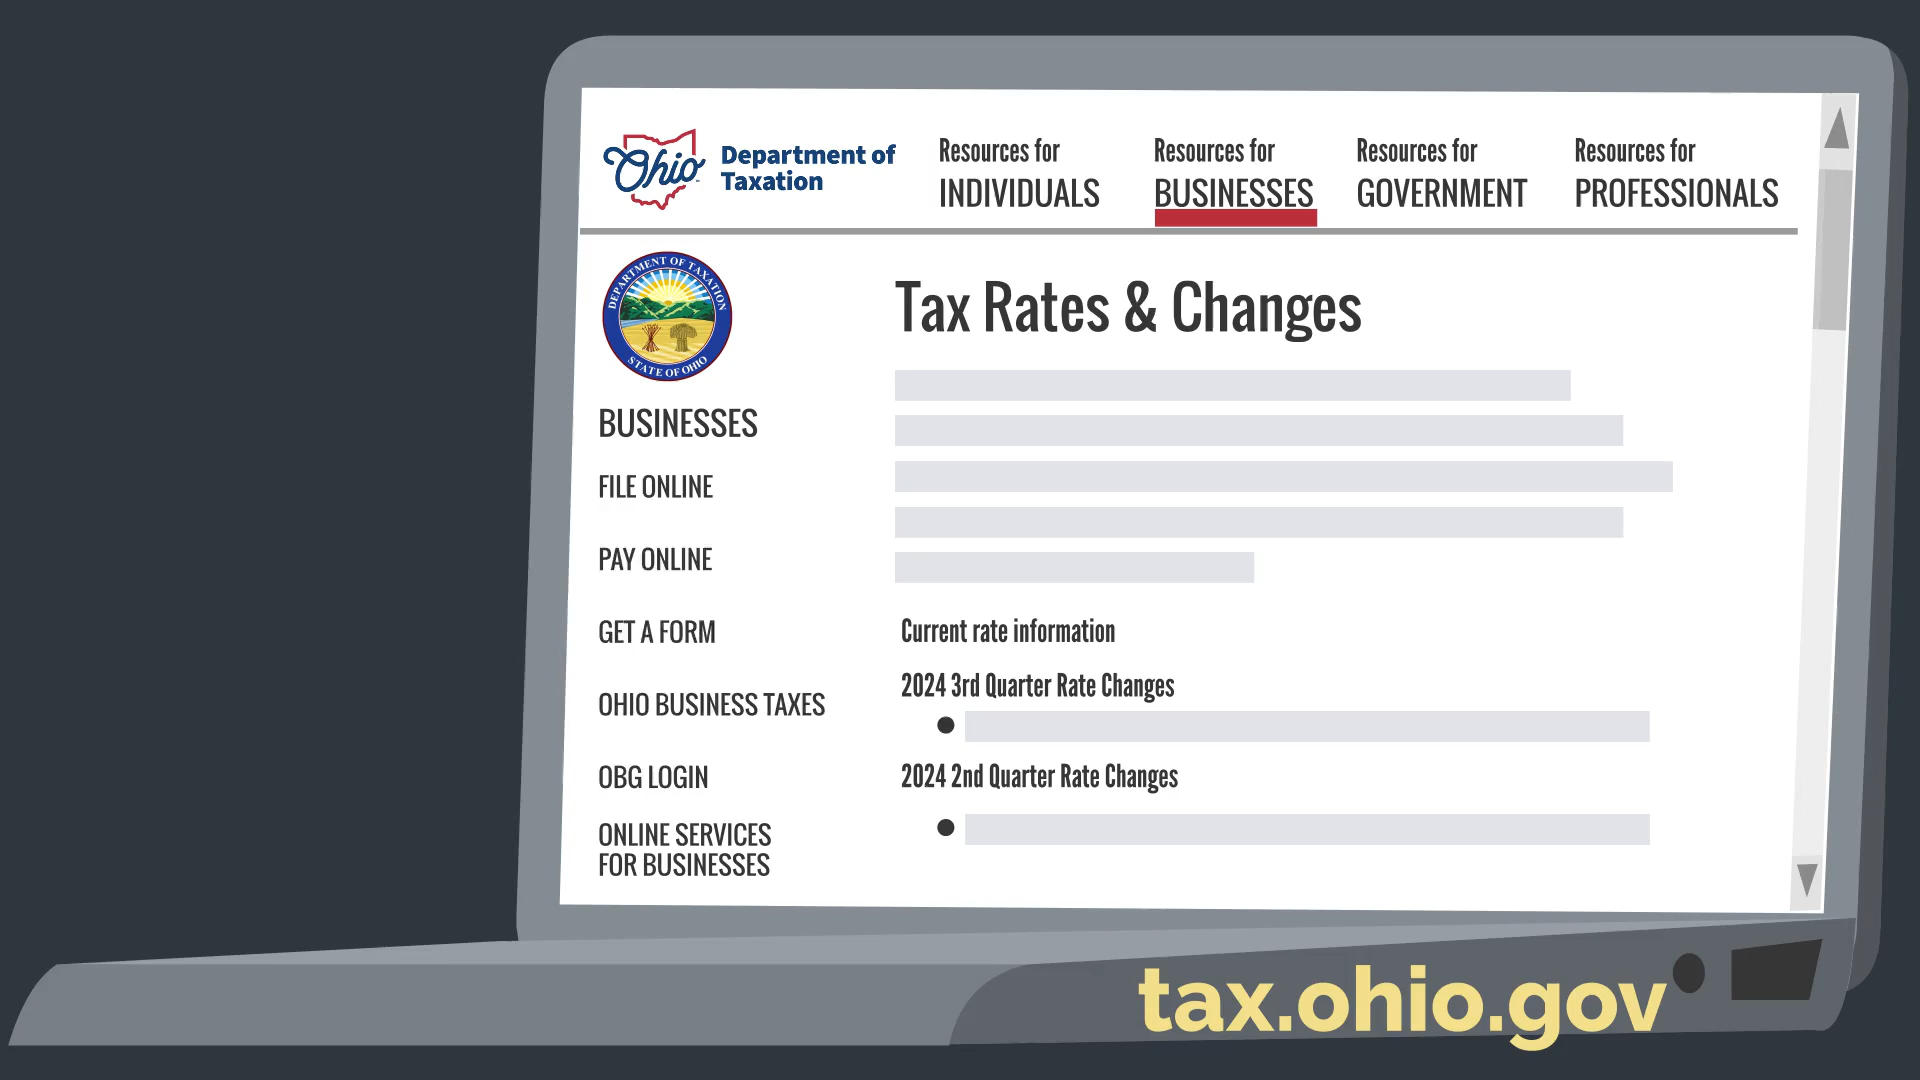 Ohio
Department of
Taxation
Resources for
INDIVIDUALS
Resources for
BUSINESSES
Resources for
GOVERNMENT
Resources for
PROFESSIONALS
DEPARTMENT OF TAXATION
STATE OF OHIO
BUSINESSES
FILE ONLINE
PAY ONLINE
GET A FORM
OHIO BUSINESS TAXES
OBG LOGIN
ONLINE SERVICES
FOR BUSINESSES
Tax Rates & Changes
Current rate information
2024 3rd Quarter Rate Changes
2024 2nd Quarter Rate Changes
tax.ohio.gov